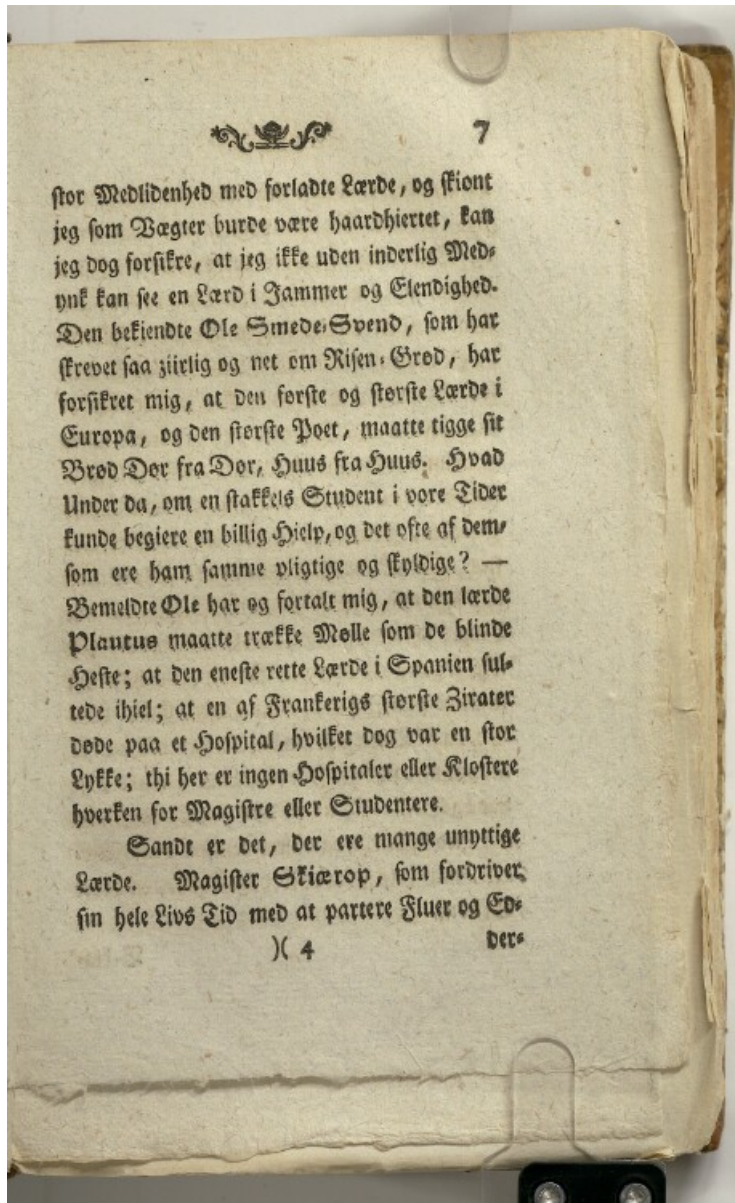 7
stor Medlidenhed med forladte Lærde, og skiønt
jeg som Vægter burde være haardhiertet, kan
jeg dog forsikre, at jeg ikke uden inderlig Med-
ynk kan see en Lærd i Jammer og Elendighed.
Den bekiendte Ole Smede-Svend, som har
skrevet saa ziirlig og net om Risen-Grød, har
forsikret mig, at den første og største Lærde i
Europa, og den største Poet, maatte tigge sit
Brød Dør fra Dør, Huus fra Huus. Hvad
Under da, om en stakkels Student i vore Tider
kunde begiere en billig Hielp, og det ofte af dem,
som ere ham samme pligtige og skyldige? —
Bemeldte Ole har og fortalt mig, at den lærde
Plautus maatte trække Mølle som de blinde
Heste; at den eneste rette Lærde i Spanien sul-
tede ihiel; at en af Frankerigs største Zirater
døde paa et Hospital, hvilket dog var en stor
Lykke; thi her er ingen Hospitaler eller Klostere
hverken for Magistre eller Studentere.
Sandt er det, der ere mange unyttige
Lærde. Magister Skiærop, som fordriver
sin hele Livs Tid med at partere Fluer og Ed-
)( 4 der-